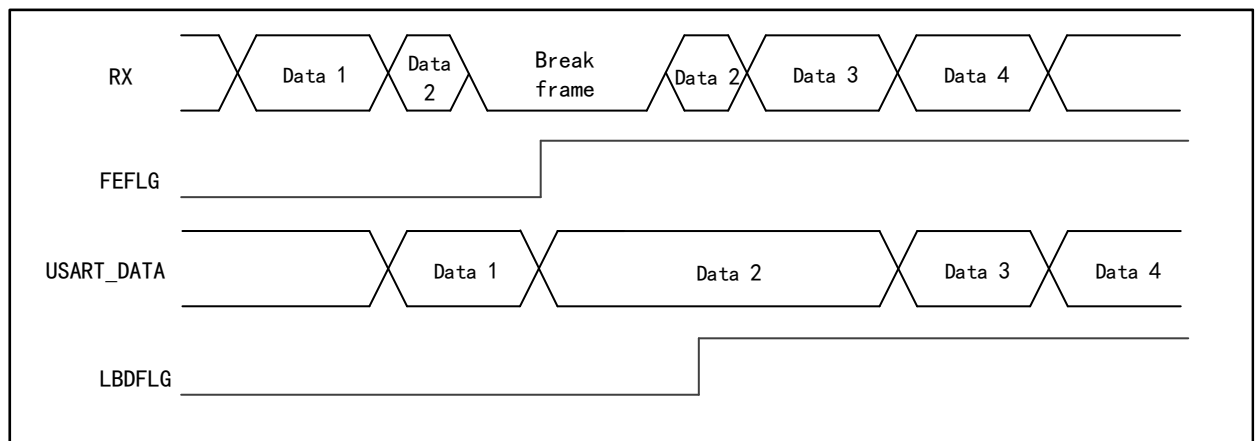 RX
Data 1
Data
2
Break
frame
Data 2
Data 3
Data 4
FEFLG
USART_DATA
Data 1
Data 2
Data 3
Data 4
LBDFLG